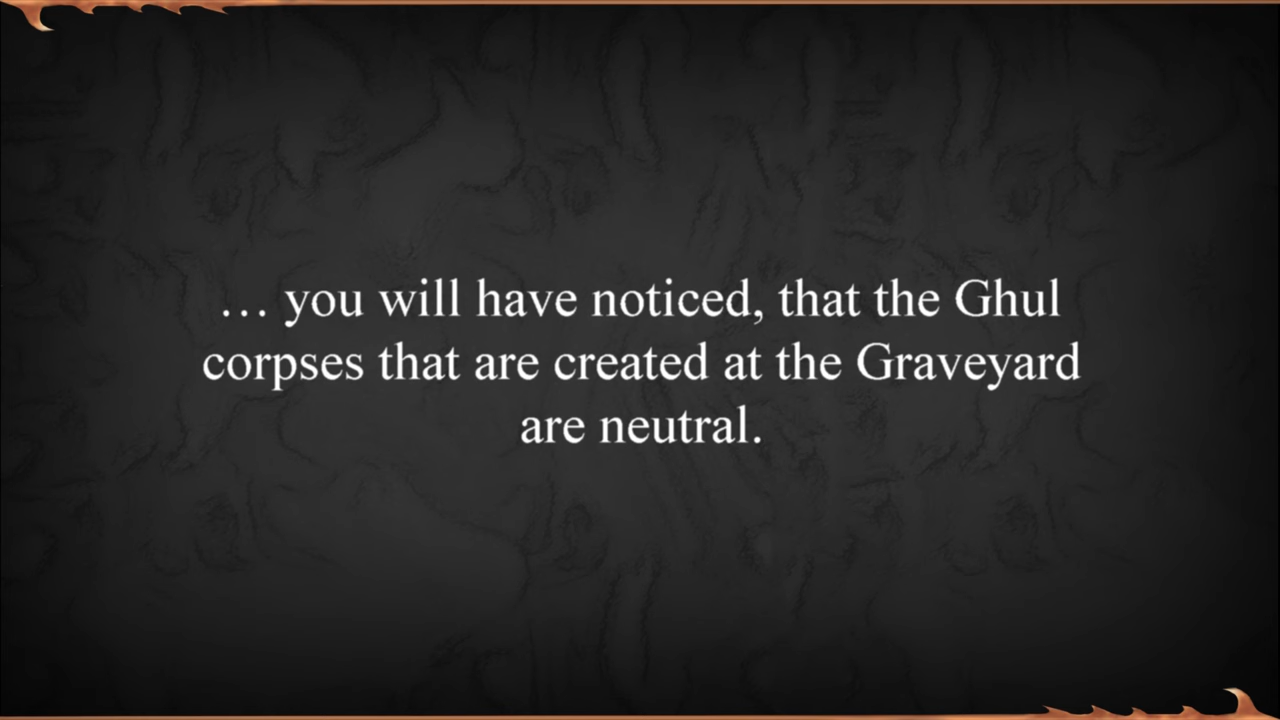 … you will have noticed, that the Ghul
corpses that are created at the Graveyard
are neutral.